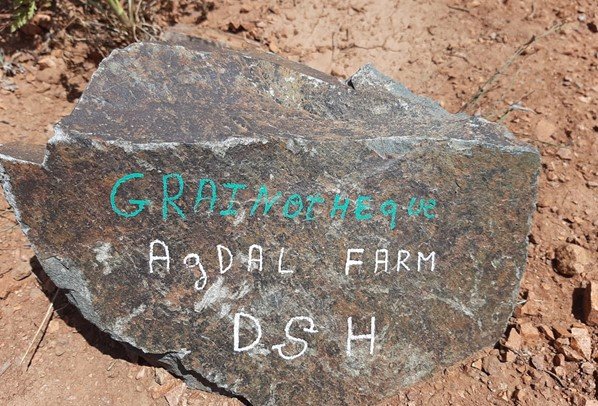 GRAINOTHEque
AgDAL FARM
DSH